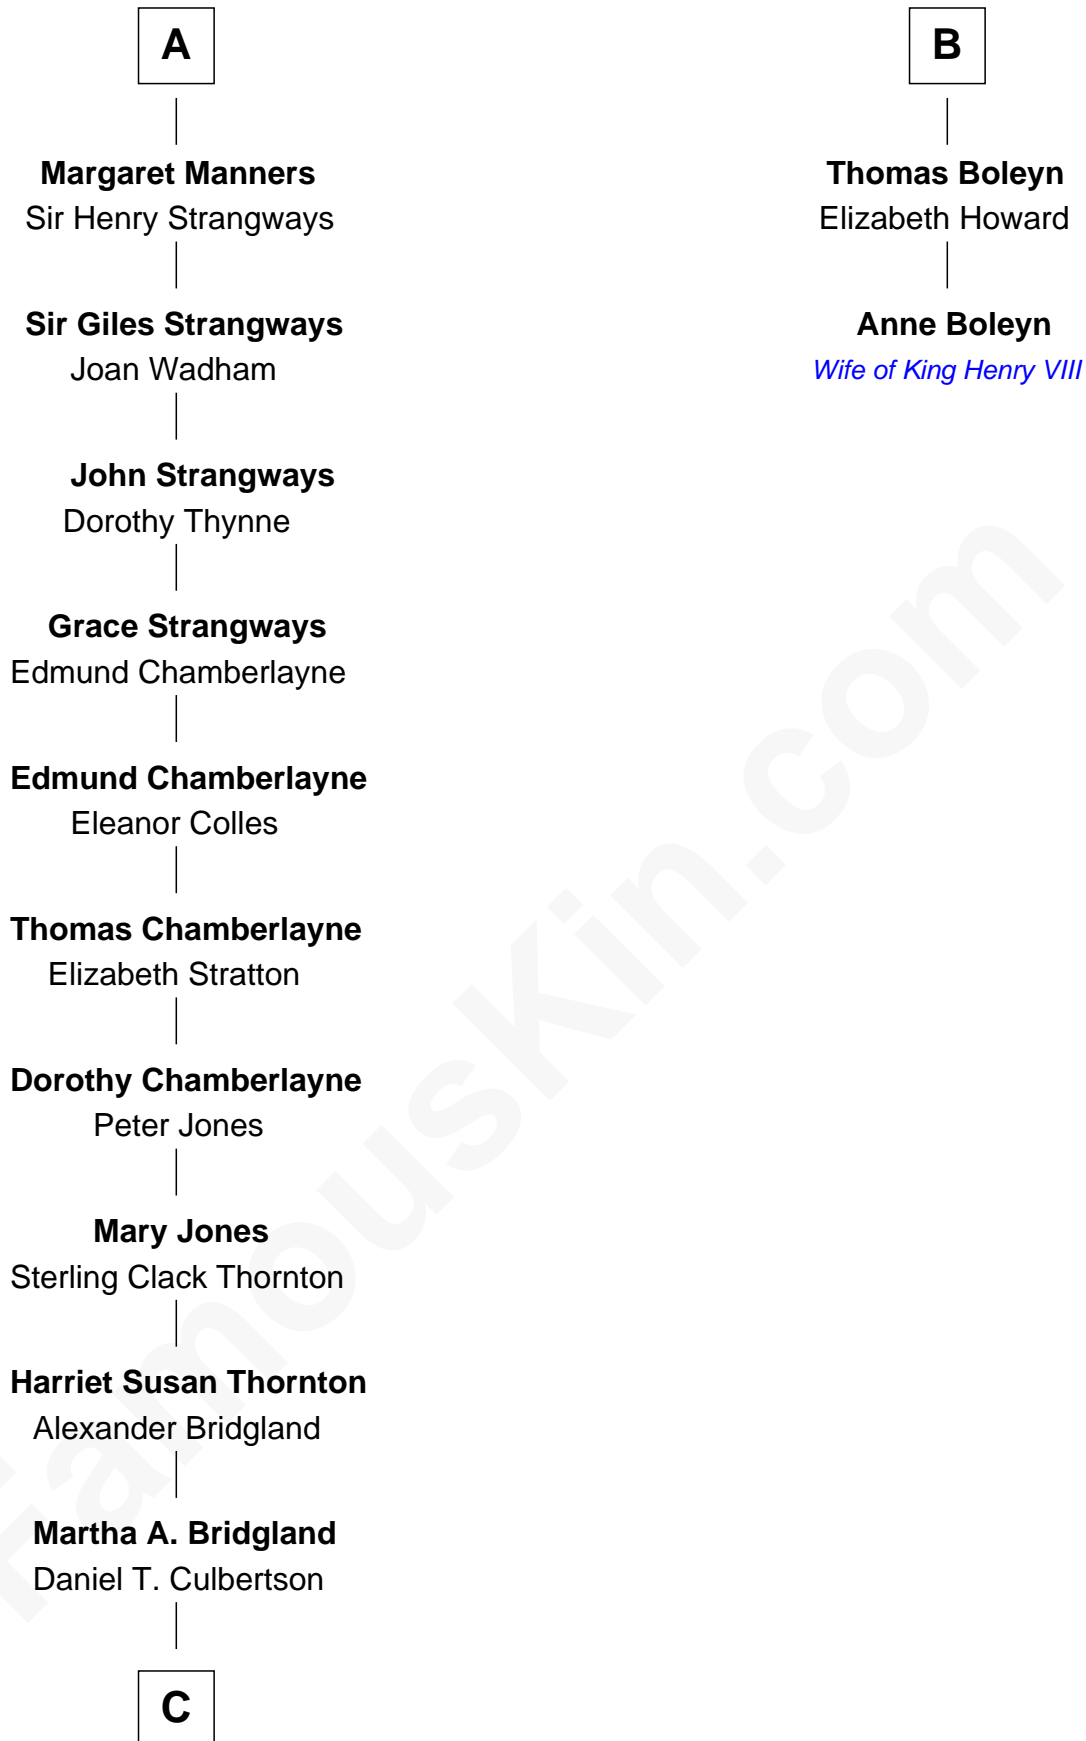 A
Margaret Manners
Sir Henry Strangways
Sir Giles Strangways
Joan Wadham
John Strangways
Dorothy Thynne
Grace Strangways
Edmund Chamberlayne
Edmund Chamberlayne
Eleanor Colles
Thomas Chamberlayne
Elizabeth Stratton
Dorothy Chamberlayne
Peter Jones
Mary Jones
Sterling Clack Thornton
Harriet Susan Thornton
Alexander Bridgland
Martha A. Bridgland
Daniel T. Culbertson
C
B
Thomas Boleyn
Elizabeth Howard
Anne Boleyn
Wife of King Henry VIII
FamousKin.com